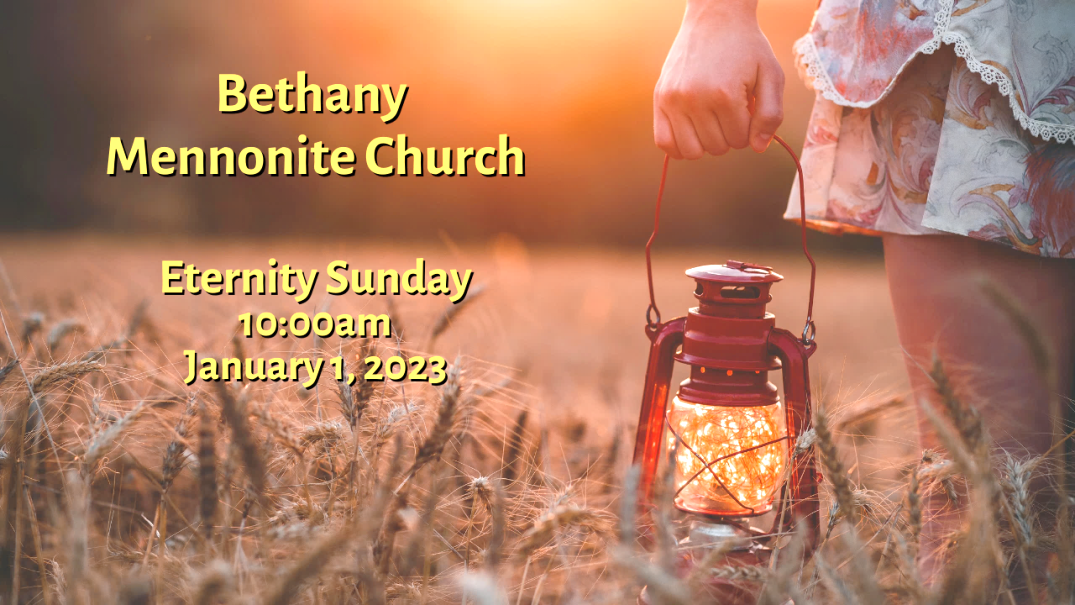 Bethany
Mennonite Church
Eternity Sunday
10:00am
January 1, 2023